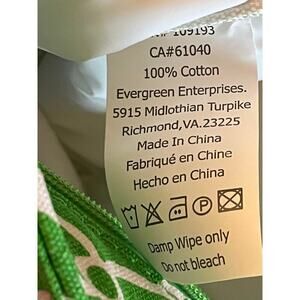 109193
CA#61040
100% Cotton
Evergreen Enterprises.
5915 Midlothian Turpike
Richmond,VA.23225
Made In China
Fabriqué en Chine
Hecho en China
Damp Wipe only
Do not bleach